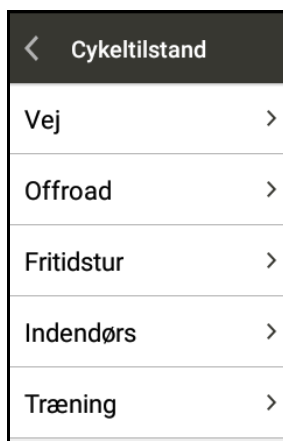 Cykeltilstand
Vej
Offroad
Fritidstur
Indendørs
Træning